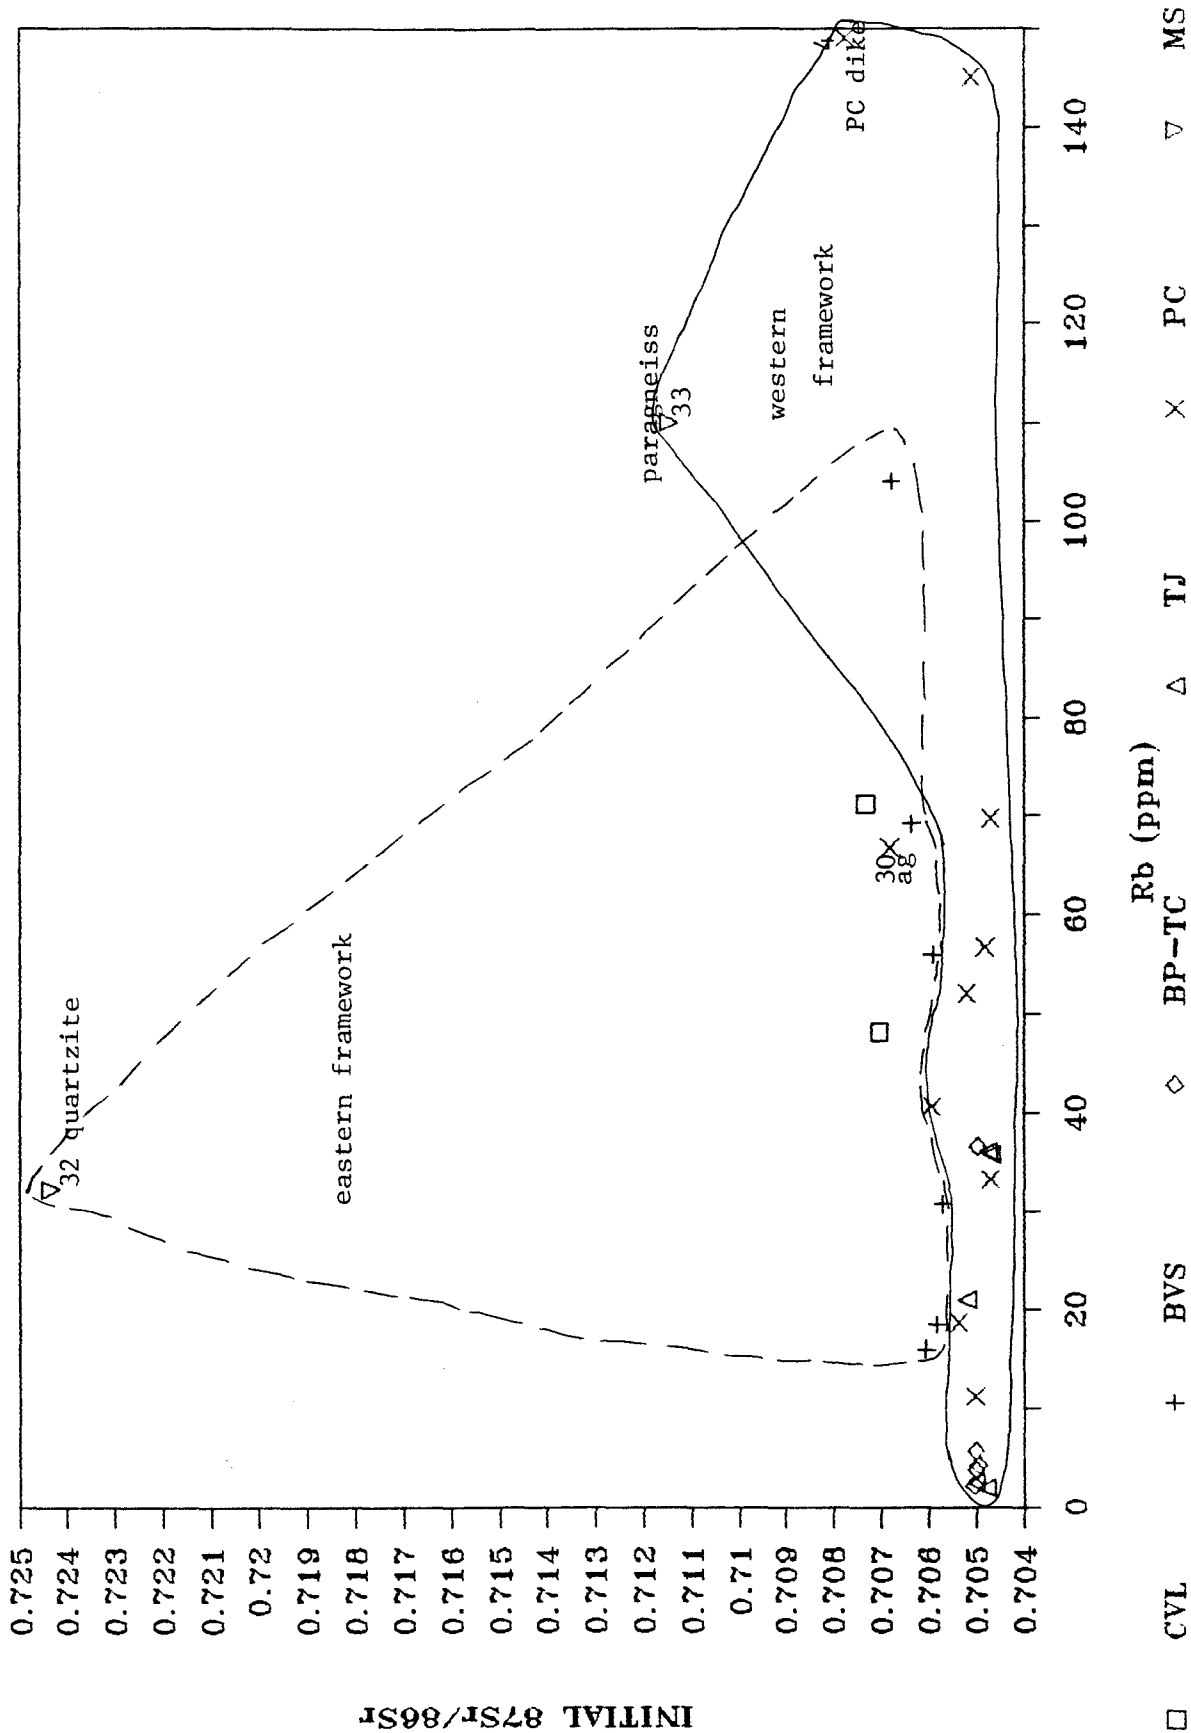 INITIAL 87Sr/86Sr
0.725
0.724
0.723
0.722
0.721
0.72
0.719
0.718
0.717
0.716
0.715
0.714
0.713
0.712
0.711
0.71
0.709
0.708
0.707
0.706
0.705
0.704
32 quartzite
eastern framework
paragneiss
33
western
framework
PC dike
30
ag
0 20 40 60 80 100 120 140
Rb (ppm)
CVL BVS BP-TC TJ PC MS